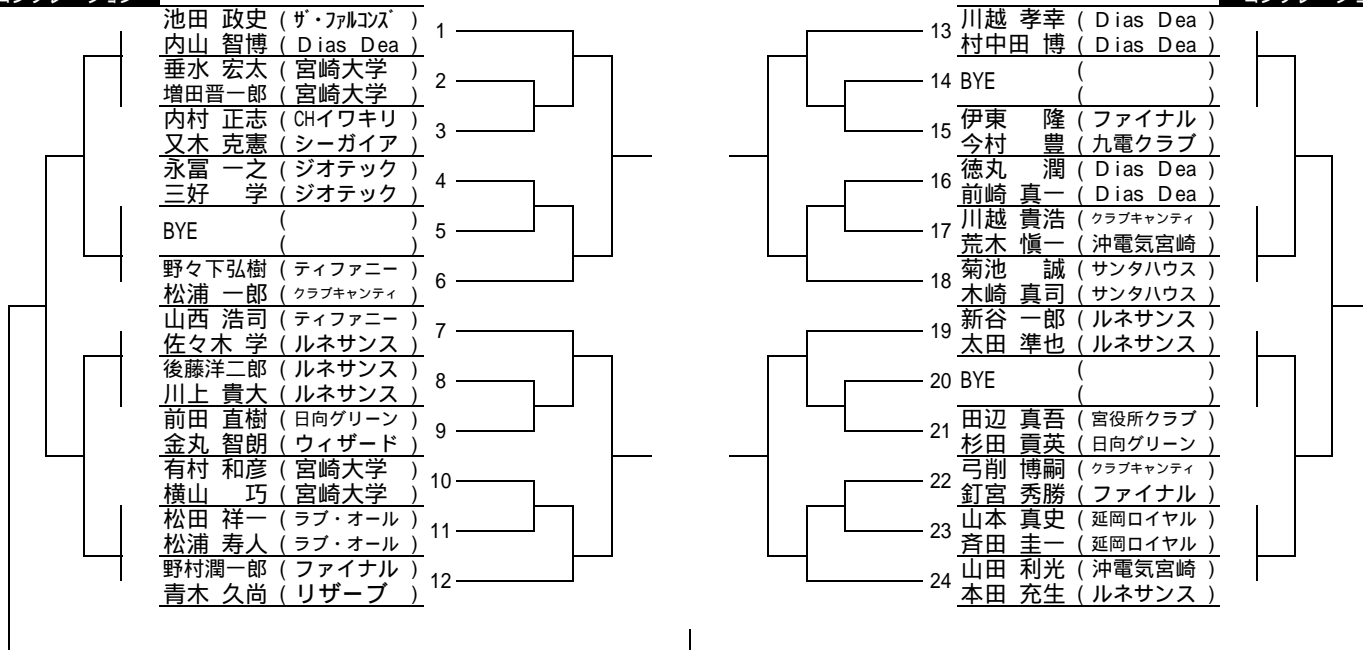 コンソレーション
池田 政史 ( ザ・ファルコンズ )
1
内山 智博 ( Dias Dea )
垂水 宏太 ( 宮崎大学 )
2
増田晋一郎 ( 宮崎大学 )
内村 正志 ( CHイワキリ )
3
又木 克憲 ( シーガイア )
永冨 一之 ( ジオテック )
4
三好 学 ( ジオテック )
BYE ( )
5
( )
野々下弘樹 ( ティファニー )
6
松浦 一郎 ( クラブキャンティ )
山西 浩司 ( ティファニー )
7
佐々木 学 ( ルネサンス )
後藤洋二郎 ( ルネサンス )
8
川上 貴大 ( ルネサンス )
前田 直樹 ( 日向グリーン )
9
金丸 智朗 ( ウィザード )
有村 和彦 ( 宮崎大学 )
10
横山 巧 ( 宮崎大学 )
松田 祥一 ( ラブ・オール )
11
松浦 寿人 ( ラブ・オール )
野村潤一郎 ( ファイナル )
12
青木 久尚 ( リザーブ )
コンソレーション
川越 孝幸 ( Dias Dea )
13
村中田 博 ( Dias Dea )
14 BYE ( )
( )
伊東 隆 ( ファイナル )
15
今村 豊 ( 九電クラブ )
徳丸 潤 ( Dias Dea )
16
前崎 真一 ( Dias Dea )
川越 貴浩 ( クラブキャンティ )
17
荒木 愼一 ( 沖電気宮崎 )
菊池 誠 ( サンタハウス )
18
木崎 真司 ( サンタハウス )
新谷 一郎 ( ルネサンス )
19
太田 準也 ( ルネサンス )
20 BYE ( )
( )
田辺 真吾 ( 宮役所クラブ )
21
杉田 貢英 ( 日向グリーン )
弓削 博嗣 ( クラブキャンティ )
22
釘宮 秀勝 ( ファイナル )
山本 真史 ( 延岡ロイヤル )
23
斉田 圭一 ( 延岡ロイヤル )
山田 利光 ( 沖電気宮崎 )
24
本田 充生 ( ルネサンス )